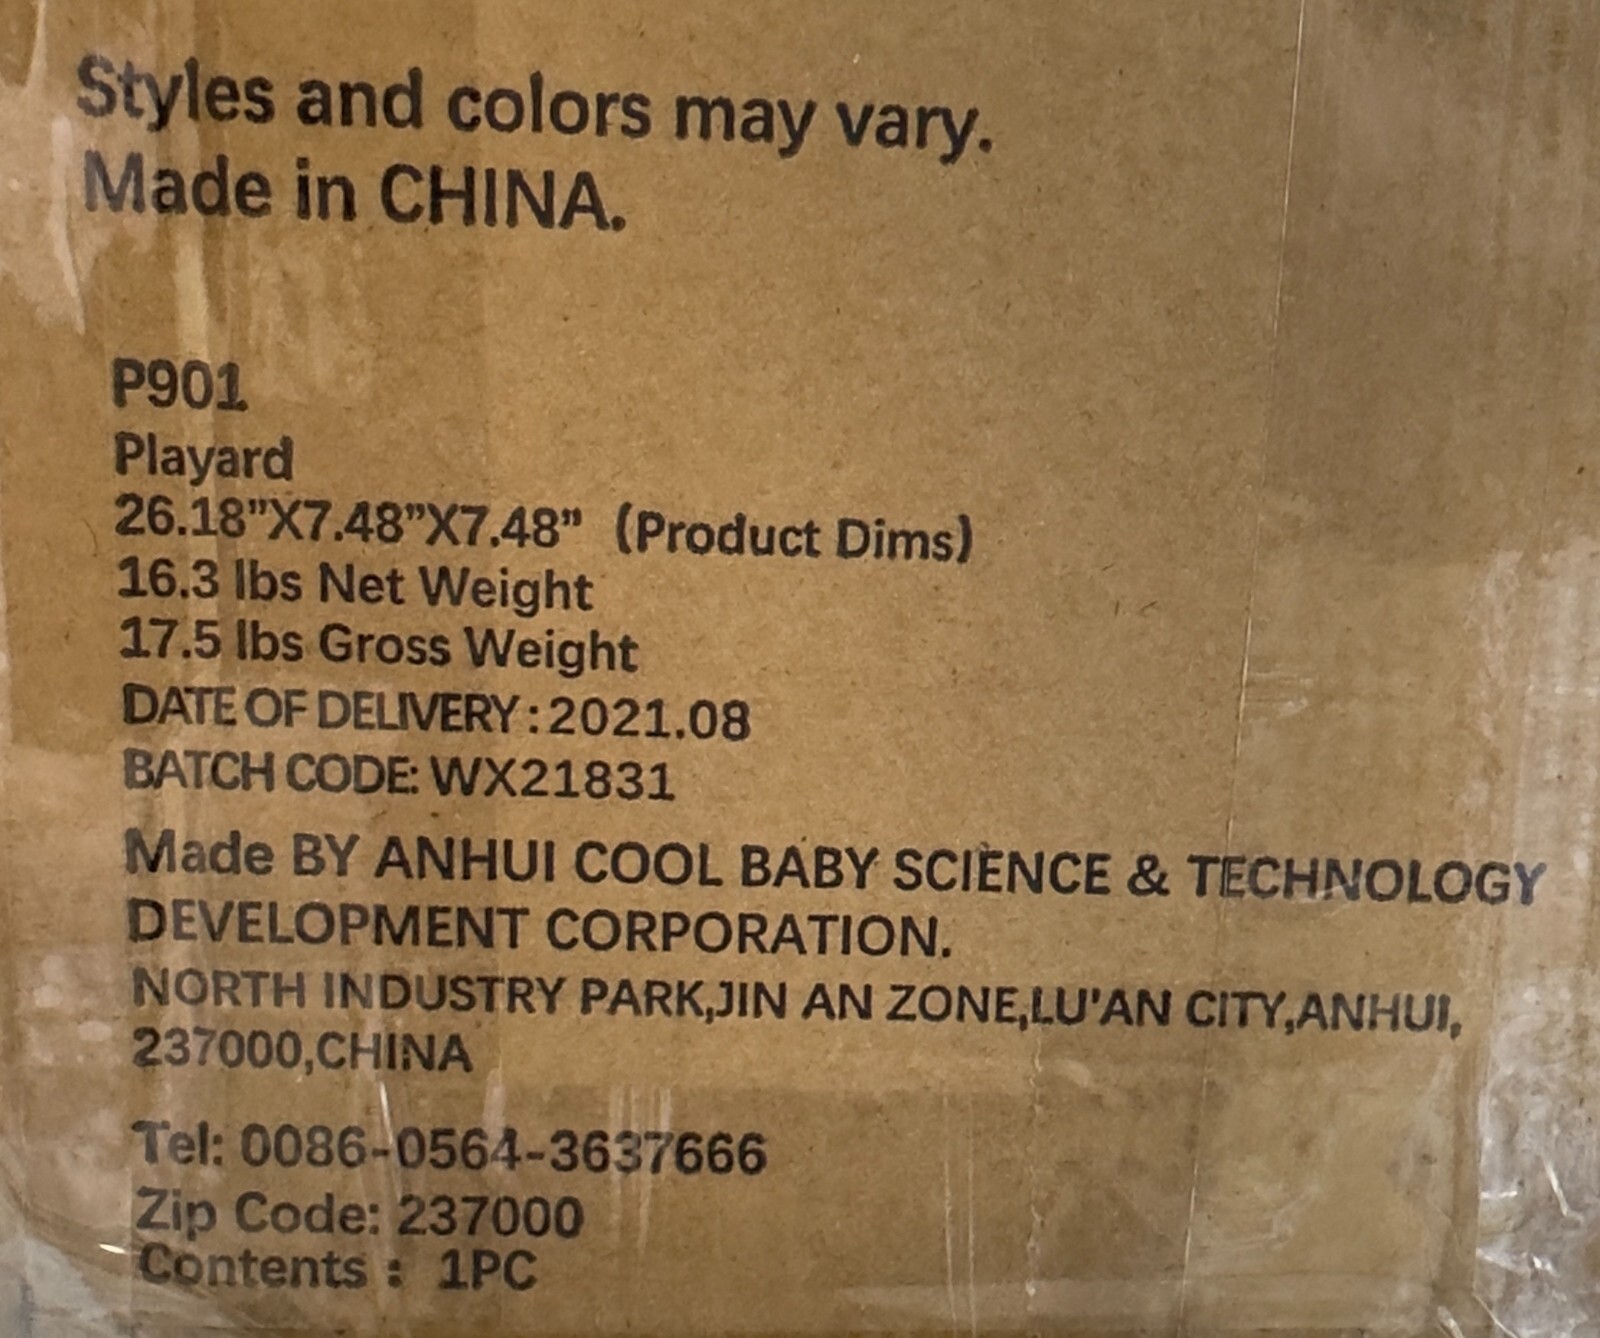 Styles and colors may vary.
Made in CHINA.
P901
Playard
26.18”X7.48”X7.48” (Product Dims)
16.3 lbs Net Weight
17.5 lbs Gross Weight
DATE OF DELIVERY:2021.08
BATCH CODE: WX21831
Made BY ANHUI COOL BABY SCIENCE & TECHNOLOGY
DEVELOPMENT CORPORATION.
NORTH INDUSTRY PARK,JIN AN ZONE,LU'AN CITY,ANHUI,
237000,CHINA
Tel: 0086-0564-3637666
Zip Code: 237000
Contents : 1PC